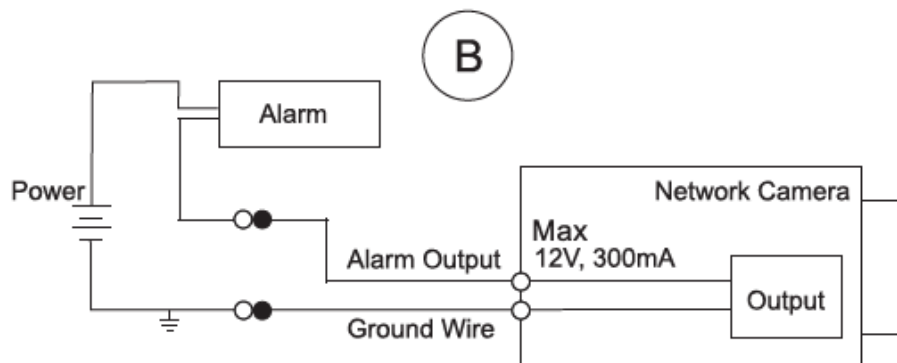 B
Alarm
Power
Network Camera
Max
12V, 300mA
Alarm Output
Output
Ground Wire